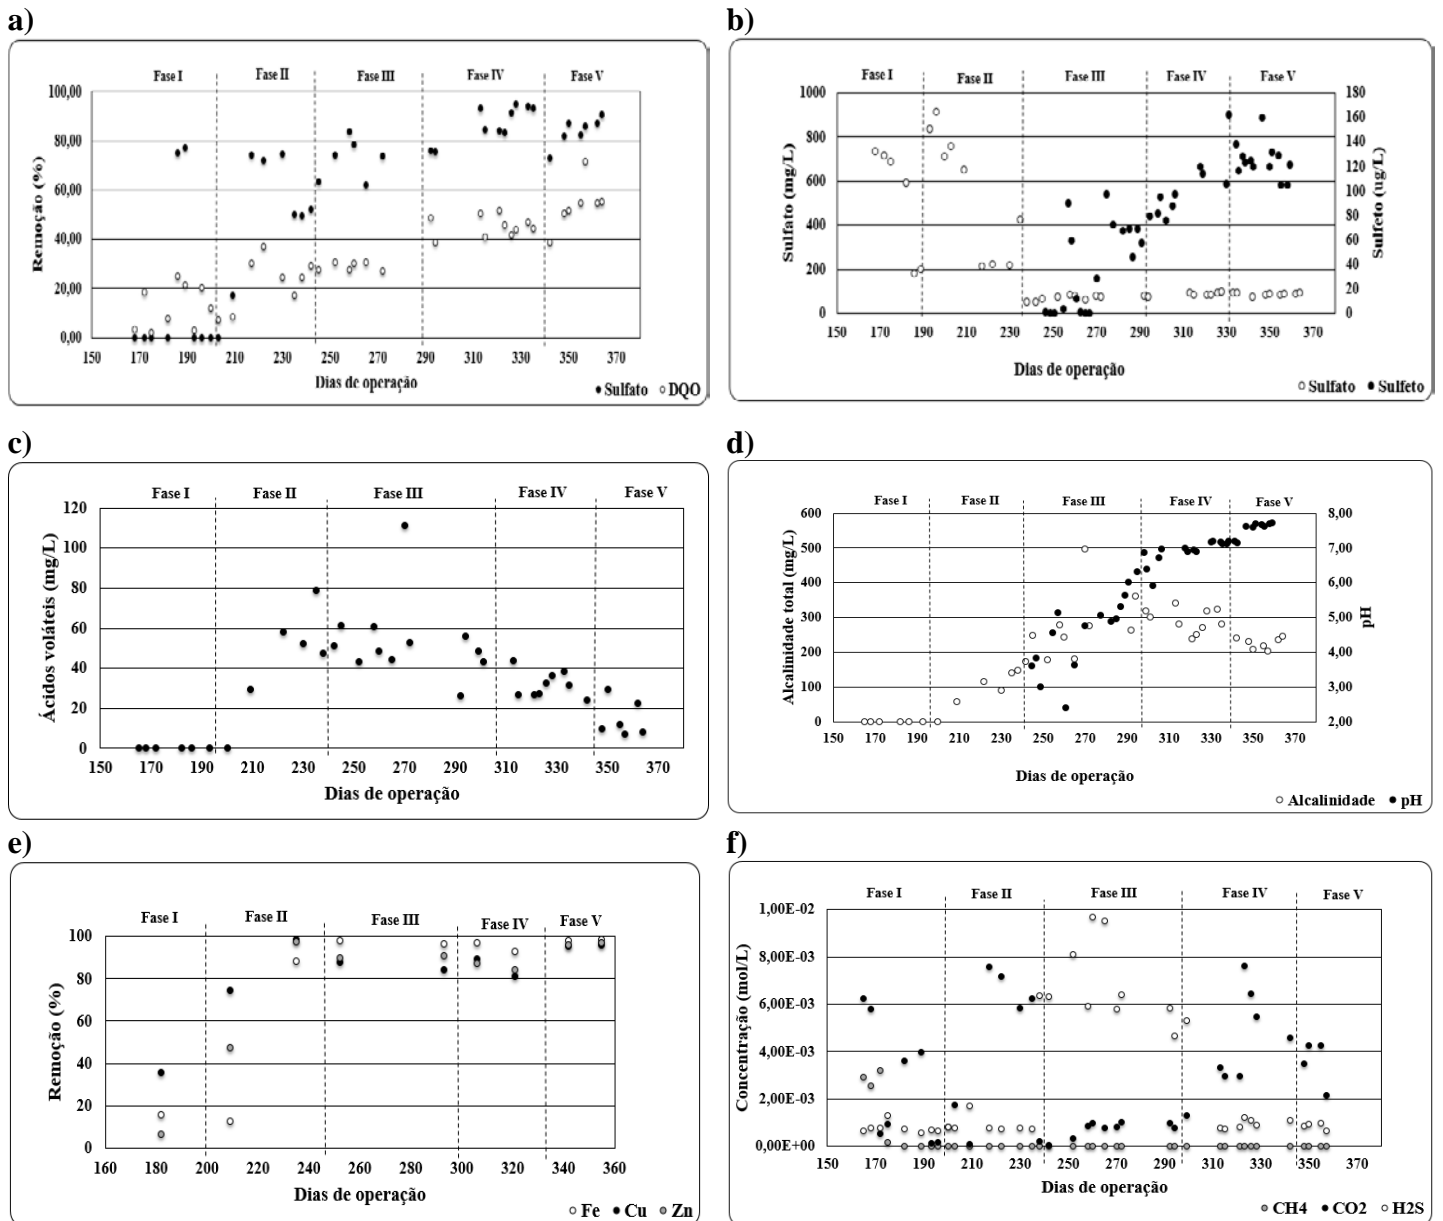 a)
Fase I Fase II Fase III Fase IV Fase V
100,00
80,00
60,00
40,00
20,00
0,00
Remoção (%)
150 170 190 210 230 250 270 290 310 330 350 370
Dias de operação
Sulfato DQO
b)
Fase I Fase II Fase III Fase IV Fase V
1000 180
800 160
600 140
400 120
200 100
0 80
60
40
20
0
Sulfato (mg/L)
Sulfeto (ug/L)
150 170 190 210 230 250 270 290 310 330 350 370
Dias de operação
Sulfato Sulfeto
c)
Fase I Fase II Fase III Fase IV Fase V
120
100
80
60
40
20
0
Ácidos voláteis (mg/L)
150 170 190 210 230 250 270 290 310 330 350 370
Dias de operação
d)
Fase I Fase II Fase III Fase IV Fase V
600 8,00
500 7,00
400 6,00
300 5,00
200 4,00
100 3,00
0 2,00
Alcalinidade total (mg/L)
pH
150 170 190 210 230 250 270 290 310 330 350 370
Dias de operação
Alcalinidade pH
e)
Fase I Fase II Fase III Fase IV Fase V
100
80
60
40
20
0
Remoção (%)
160 180 200 220 240 260 280 300 320 340 360
Dias de operação
Fe Cu Zn
f)
Fase I Fase II Fase III Fase IV Fase V
1,00E-02
8,00E-03
6,00E-03
4,00E-03
2,00E-03
0,00E+00
Concentração (mol/L)
150 170 190 210 230 250 270 290 310 330 350 370
Dias de operação
CH4 CO2 H2S